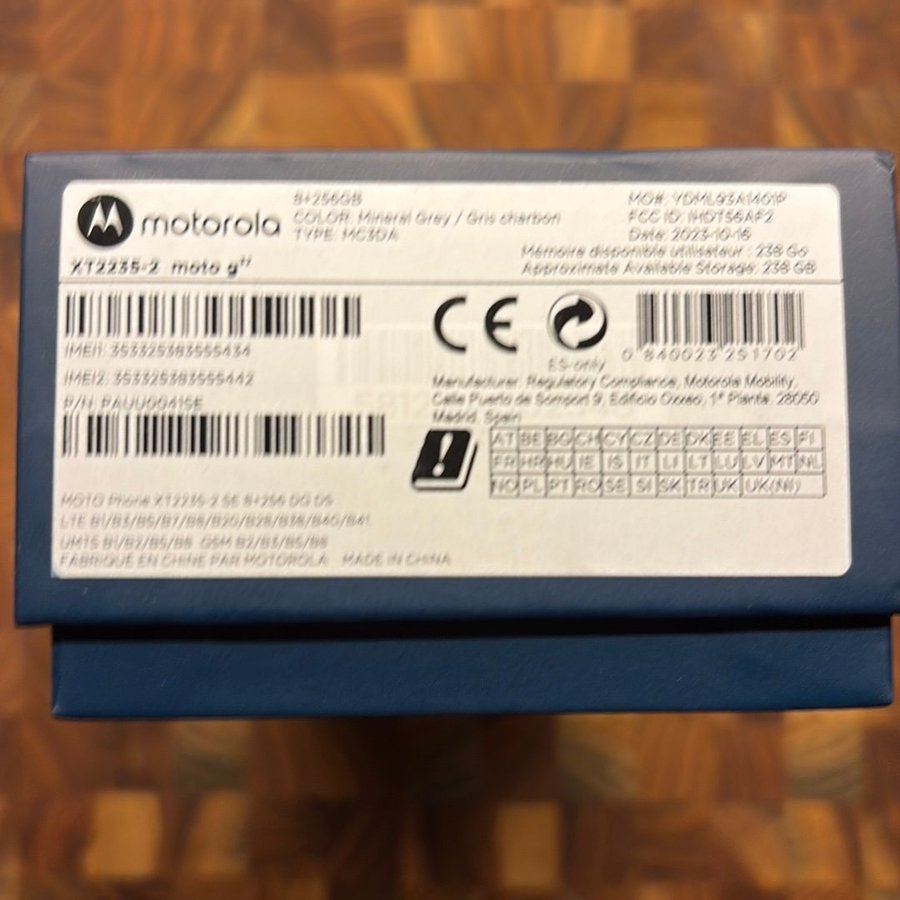 motorola
8+256GB
COLOR: Mineral Grey / Gris charbon
TYPE: MC3DA
XT2235-2 moto g
MO#: YDML93A1401P
FCC ID: IHDT56AF2
Date: 2023-10-16
Mémoire disponible utilisateur : 238 Go
Approximate Available Storage: 238 GB
IMEI1: 353325383555434
IMEI2: 353325383555442
P/N: PAUU0041SE
MOTO Phone XT2235-2 SE 8+256 DG DS
LTE B1/B3/B5/B7/B8/B20/B28/B38/B40/B41
UMTS B1/B2/B5/B8 GSM B2/B3/B5/B8
FABRIQUÉ EN CHINE PAR MOTOROLA MADE IN CHINA
CE
ES-only
0 840023 251702
Manufacturer, Regulatory Compliance, Motorola Mobility,
Calle Puerto de Somport 9, Edificio Oxxeo, 1ª Planta, 28050
Madrid, Spain
AT BE BG CH CY CZ DE DK EE EL ES FI
FR HR HU IE IS IT LI LT LU LV MT NL
NO PL PT RO SE SI SK TR UK UK(NI)